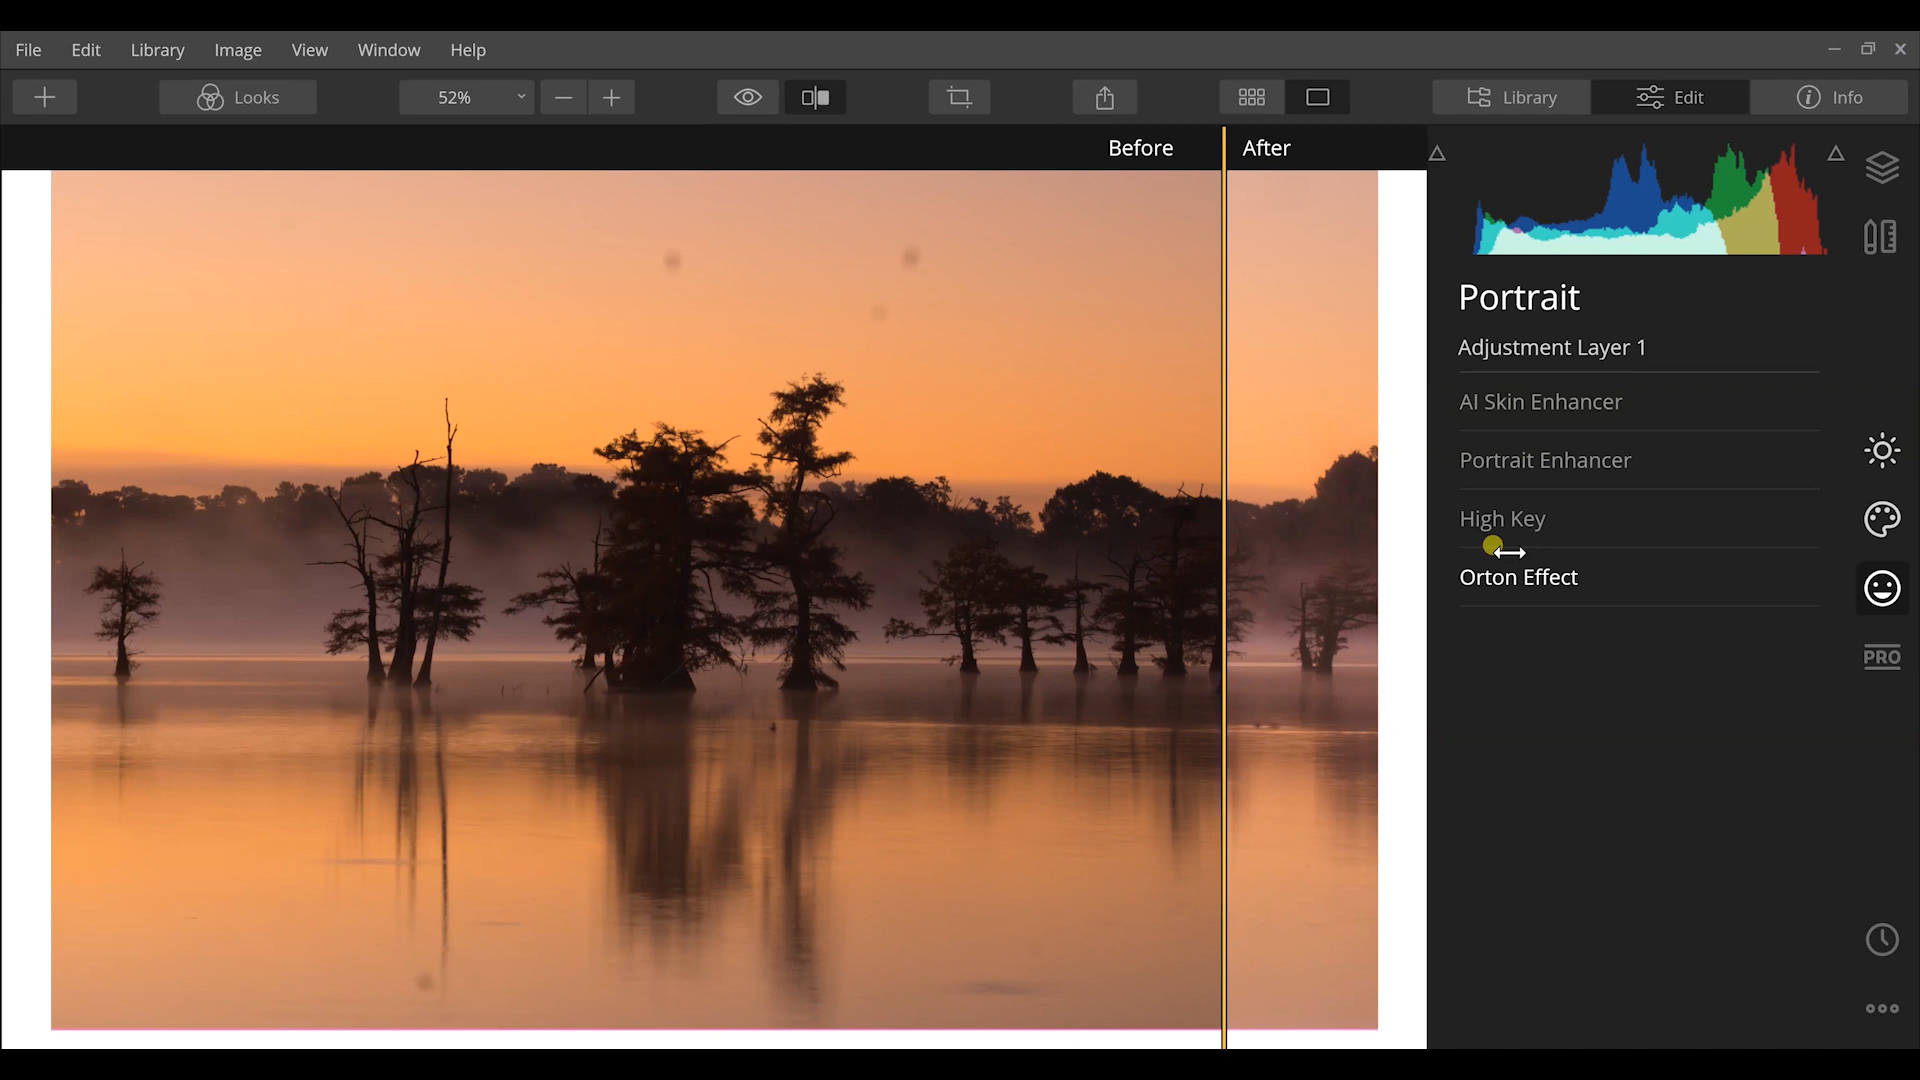 File Edit Library Image View Window Help
Looks 52% Library Edit Info
Before After
Portrait
Adjustment Layer 1
AI Skin Enhancer
Portrait Enhancer
High Key
Orton Effect
PRO